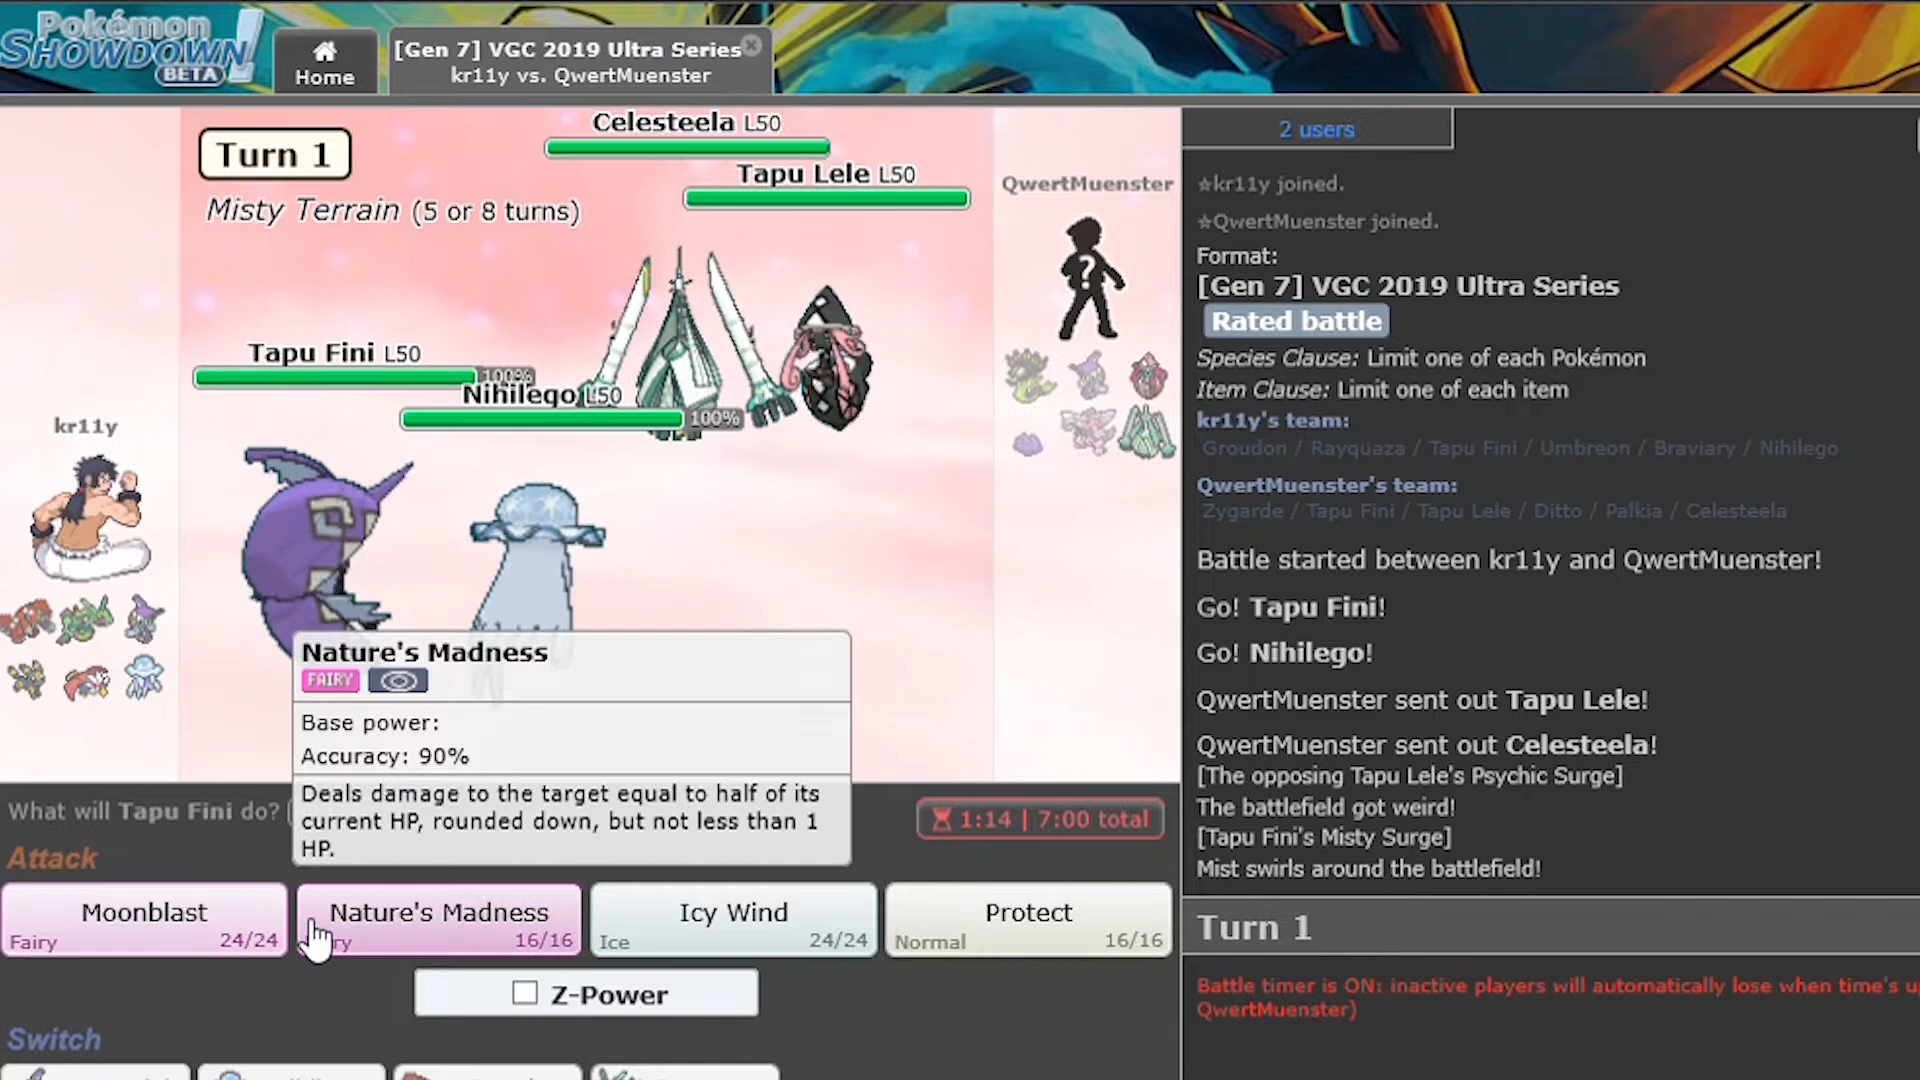 Pokémon
SHOWDOWN!
BETA
Home
[Gen 7] VGC 2019 Ultra Series
kr11y vs. QwertMuenster
Turn 1
Misty Terrain (5 or 8 turns)
Celesteela L50
Tapu Lele L50
Tapu Fini L50
100%
Nihilego L50
100%
kr11y
QwertMuenster
?
Nature's Madness
FAIRY
Base power:
Accuracy: 90%
Deals damage to the target equal to half of its
current HP, rounded down, but not less than 1
HP.
What will Tapu Fini do?
1:14 | 7:00 total
Attack
Moonblast
Fairy 24/24
Nature's Madness
16/16
Icy Wind
Ice 24/24
Protect
Normal 16/16
Z-Power
Switch
2 users
☆kr11y joined.
☆QwertMuenster joined.
Format:
[Gen 7] VGC 2019 Ultra Series
Rated battle
Species Clause: Limit one of each Pokémon
Item Clause: Limit one of each item
kr11y's team:
Groudon / Rayquaza / Tapu Fini / Umbreon / Braviary / Nihilego
QwertMuenster's team:
Zygarde / Tapu Fini / Tapu Lele / Ditto / Palkia / Celesteela
Battle started between kr11y and QwertMuenster!
Go! Tapu Fini!
Go! Nihilego!
QwertMuenster sent out Tapu Lele!
QwertMuenster sent out Celesteela!
[The opposing Tapu Lele's Psychic Surge]
The battlefield got weird!
[Tapu Fini's Misty Surge]
Mist swirls around the battlefield!
Turn 1
Battle timer is ON: inactive players will automatically lose when time's
QwertMuenster)